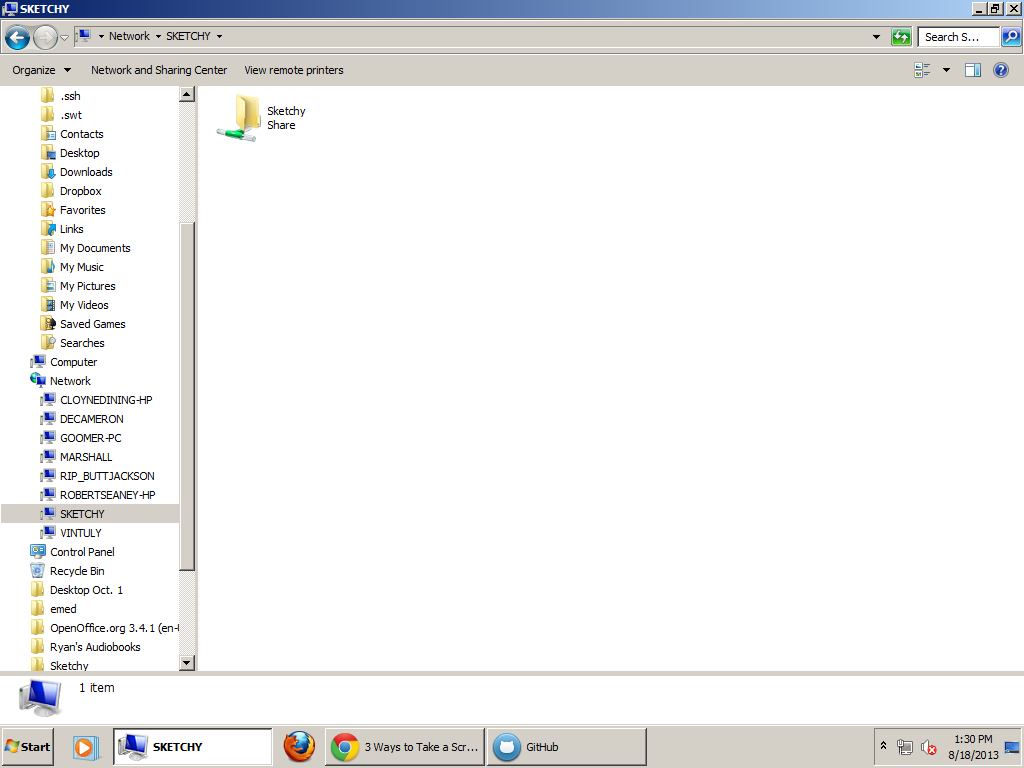 SKETCHY
Network SKETCHY
Search S...
Organize Network and Sharing Center View remote printers
.ssh
.swt
Contacts
Desktop
Downloads
Dropbox
Favorites
Links
My Documents
My Music
My Pictures
My Videos
Saved Games
Searches
Computer
Network
CLOYNEDINING-HP
DECAMERON
GOOMER-PC
MARSHALL
RIP_BUTTJACKSON
ROBERTSEANEY-HP
SKETCHY
VINTULY
Control Panel
Recycle Bin
Desktop Oct. 1
emed
OpenOffice.org 3.4.1 (en-
Ryan's Audiobooks
Sketchy
Sketchy
Share
1 item
Start
SKETCHY
3 Ways to Take a Scr...
GitHub
1:30 PM
8/18/2013